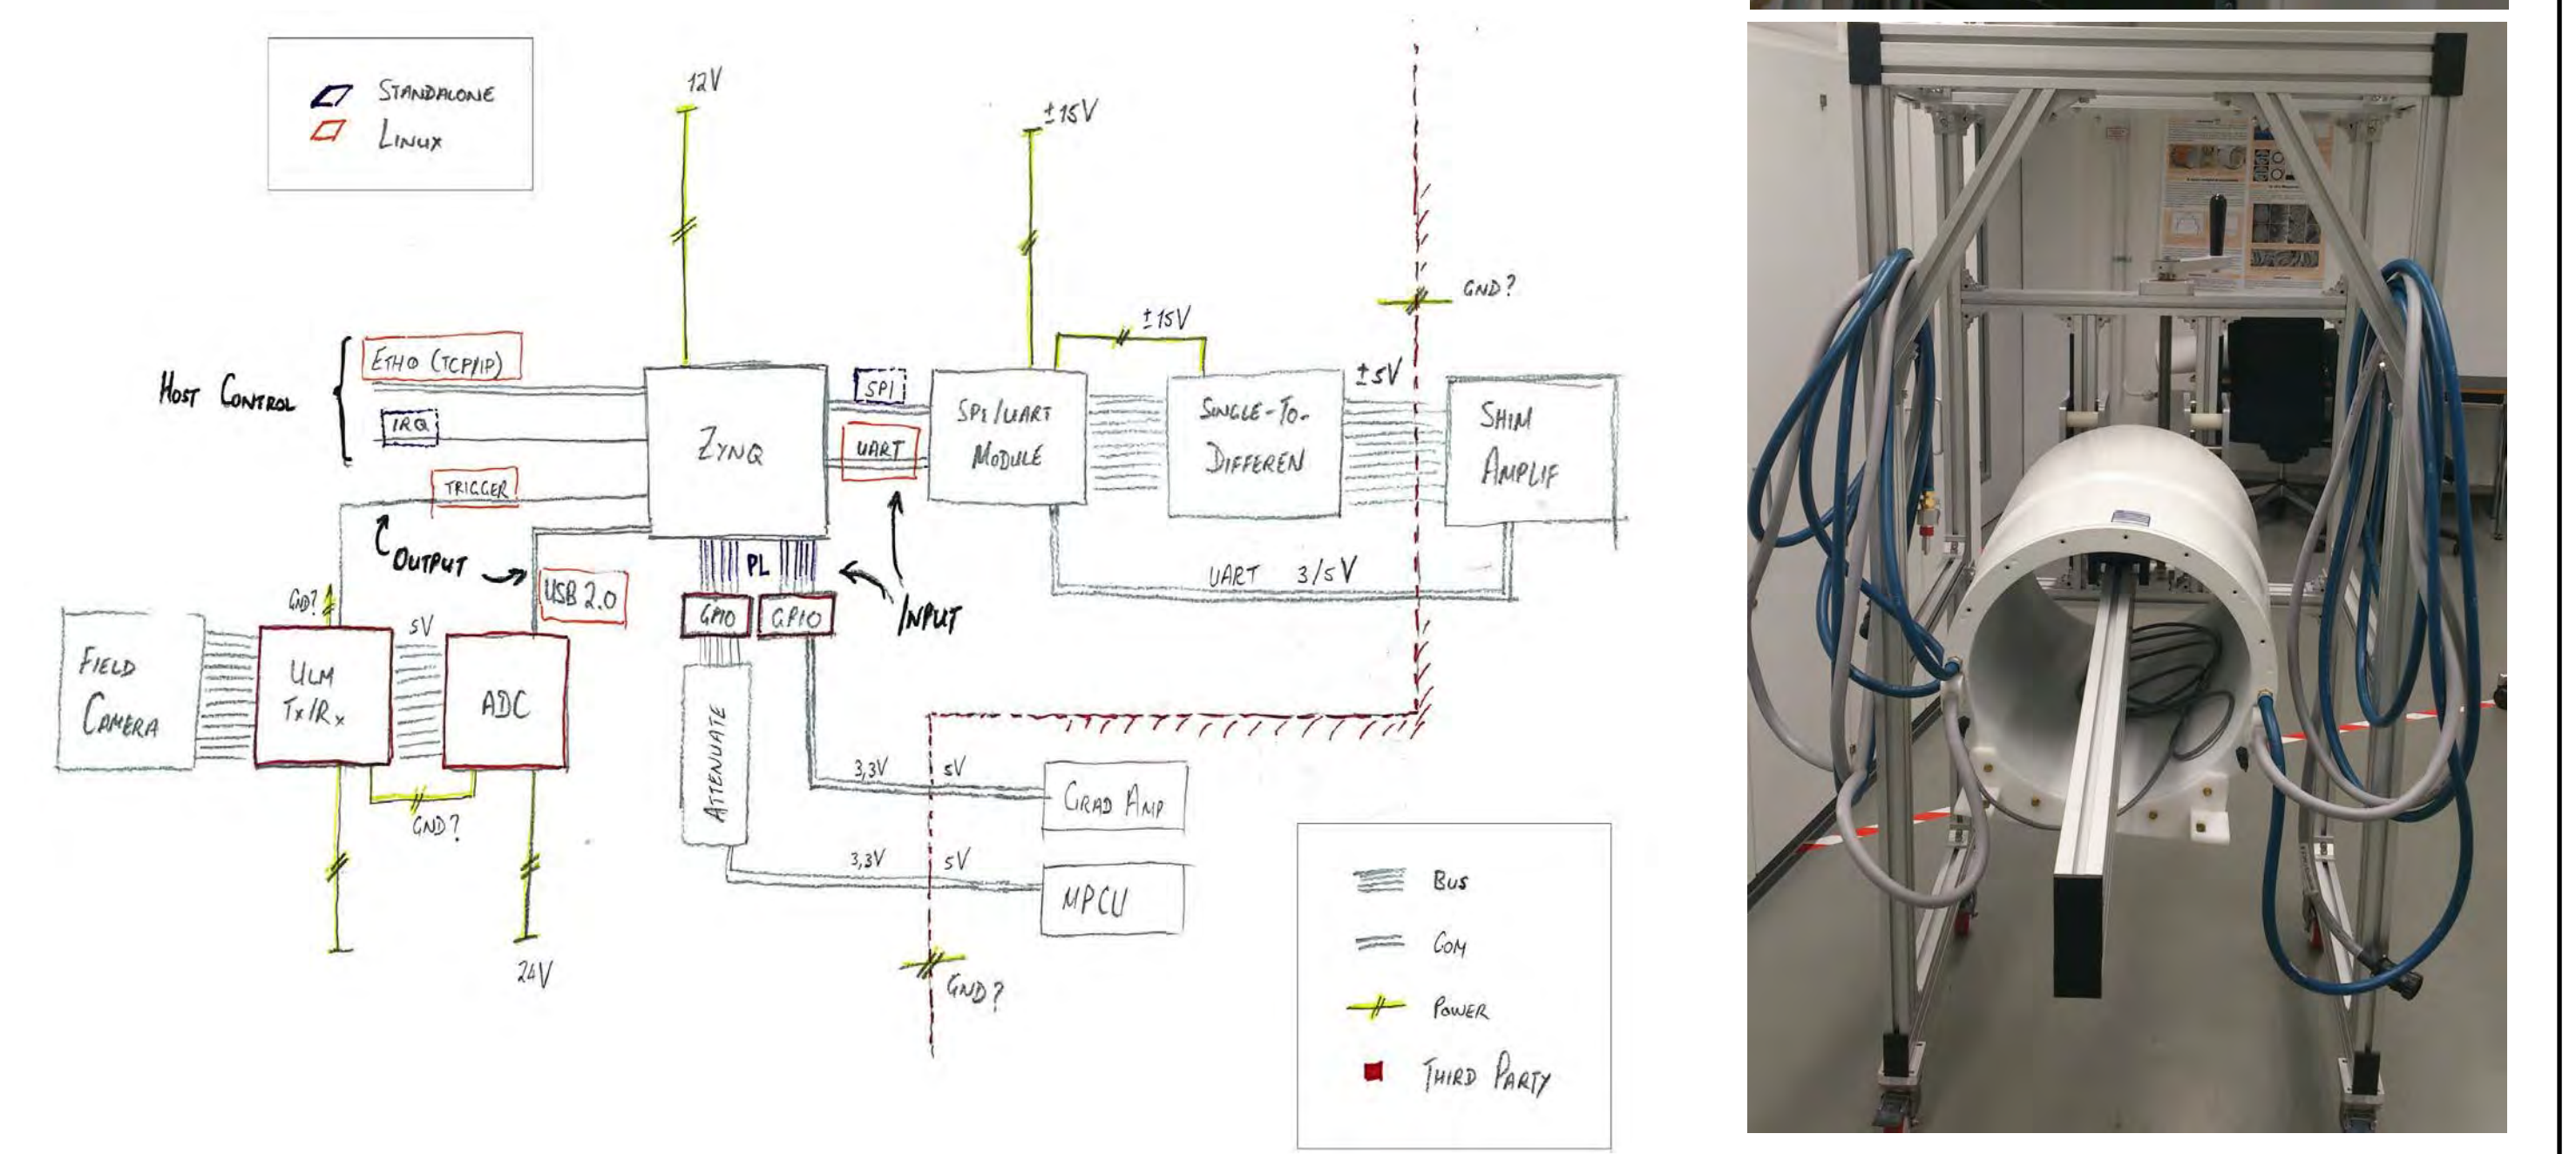 STANDALONE
LINUX
12V
±15V
GND?
±15V
HOST CONTROL
ETH0 (TCP/IP)
IRQ
TRIGGER
OUTPUT
USB 2.0
ZYNQ
SPI
UART
SPI/UART
MODULE
SINGLE-TO-
DIFFEREN
±5V
SHIM
AMPLIF
UART 3/5V
PL
GPIO
GPIO
INPUT
FIELD
CAMERA
GND?
ULM
Tx/Rx
5V
ADC
GND?
24V
ATTENUATE
3,3V
5V
GRAD AMP
3,3V
5V
MPCU
GND?
BUS
COM
POWER
THIRD PARTY